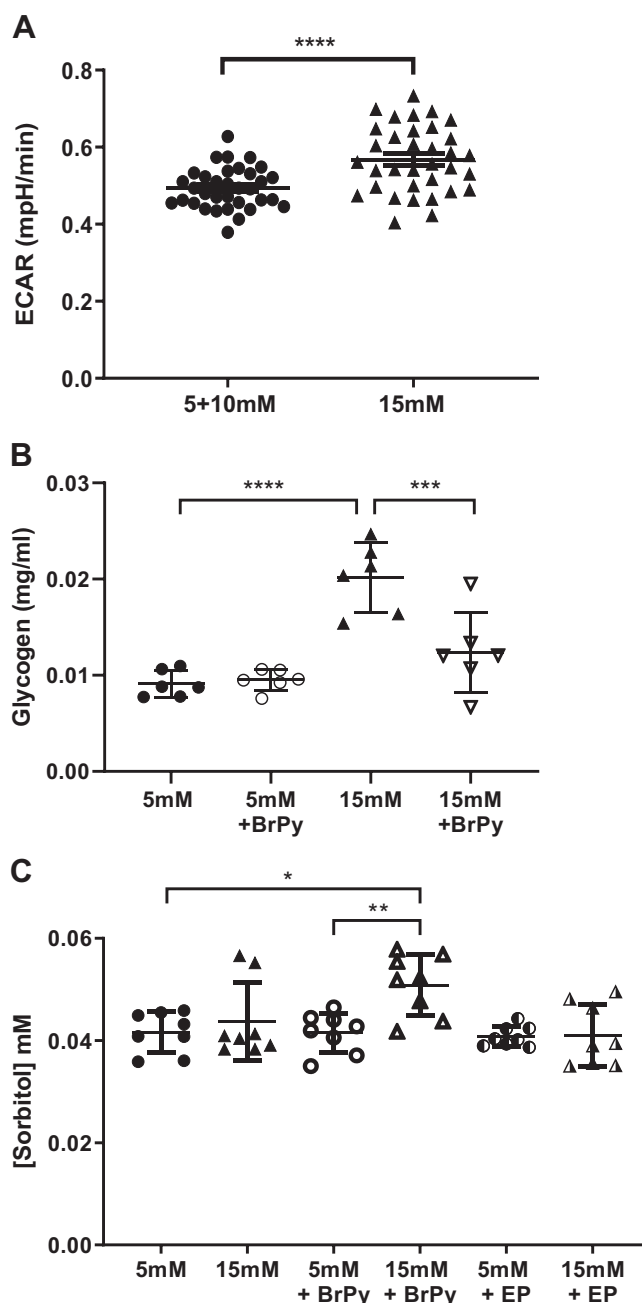 A
****
0.8
0.6
0.4
0.2
0.0
ECAR (mpH/min)
5+10mM 15mM
B
**** ***
0.03
0.02
0.01
0.00
Glycogen (mg/ml)
5mM 5mM 15mM 15mM
+BrPy +BrPy
C
*
**
0.06
0.04
0.02
0.00
[Sorbitol] mM
5mM 15mM 5mM 15mM 5mM 15mM
+ BrPy + BrPy + EP + EP